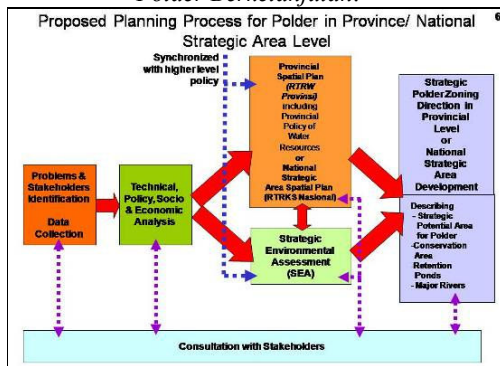 Polder Berkelanjutan.
Proposed Planning Process for Polder in Province/ National
Strategic Area Level
6
Synchronized
with higher level
policy
Provincial
Spatial Plan
(RTRW
Provinsi)
including
Provincial
Policy of
Water
Resources
or
National
Strategic
Area Spatial Plan
(RTRKS Nasional)
Strategic
Polder Zoning
Direction in
Provincial
Level
or
National
Strategic
Area
Development
Problems &
Stakeholders
Identification
Data
Collection
Technical,
Policy, Socio
& Economic
Analysis
Strategic
Environmental
Assessment
(SEA)
Describing
- Strategic
Potential Area
for Polder
-Conservation
Area
Retention
Ponds
- Major Rivers
Consultation with Stakeholders